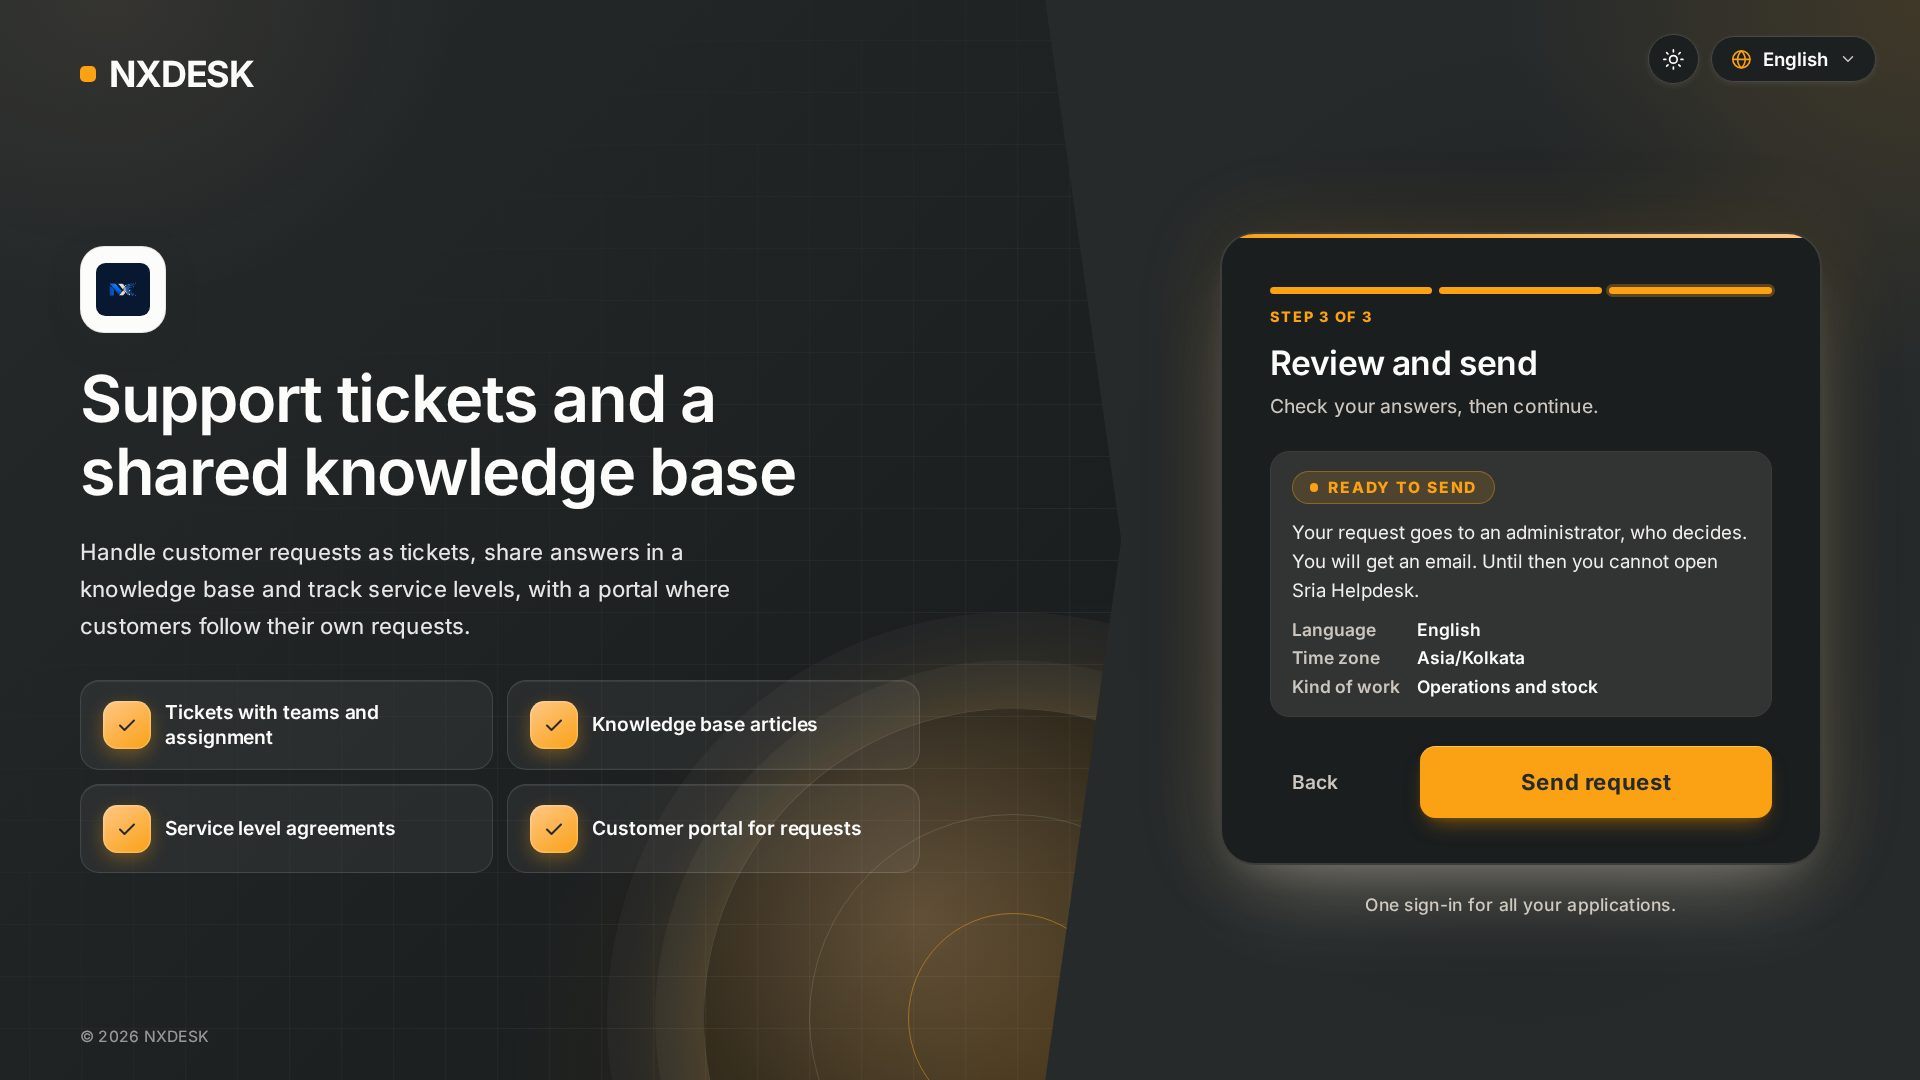 NXDESK
English
NX
Support tickets and a
shared knowledge base
Handle customer requests as tickets, share answers in a
knowledge base and track service levels, with a portal where
customers follow their own requests.
Tickets with teams and
assignment
Knowledge base articles
Service level agreements
Customer portal for requests
© 2026 NXDESK
STEP 3 OF 3
Review and send
Check your answers, then continue.
READY TO SEND
Your request goes to an administrator, who decides.
You will get an email. Until then you cannot open
Sria Helpdesk.
Language English
Time zone Asia/Kolkata
Kind of work Operations and stock
Back
Send request
One sign-in for all your applications.